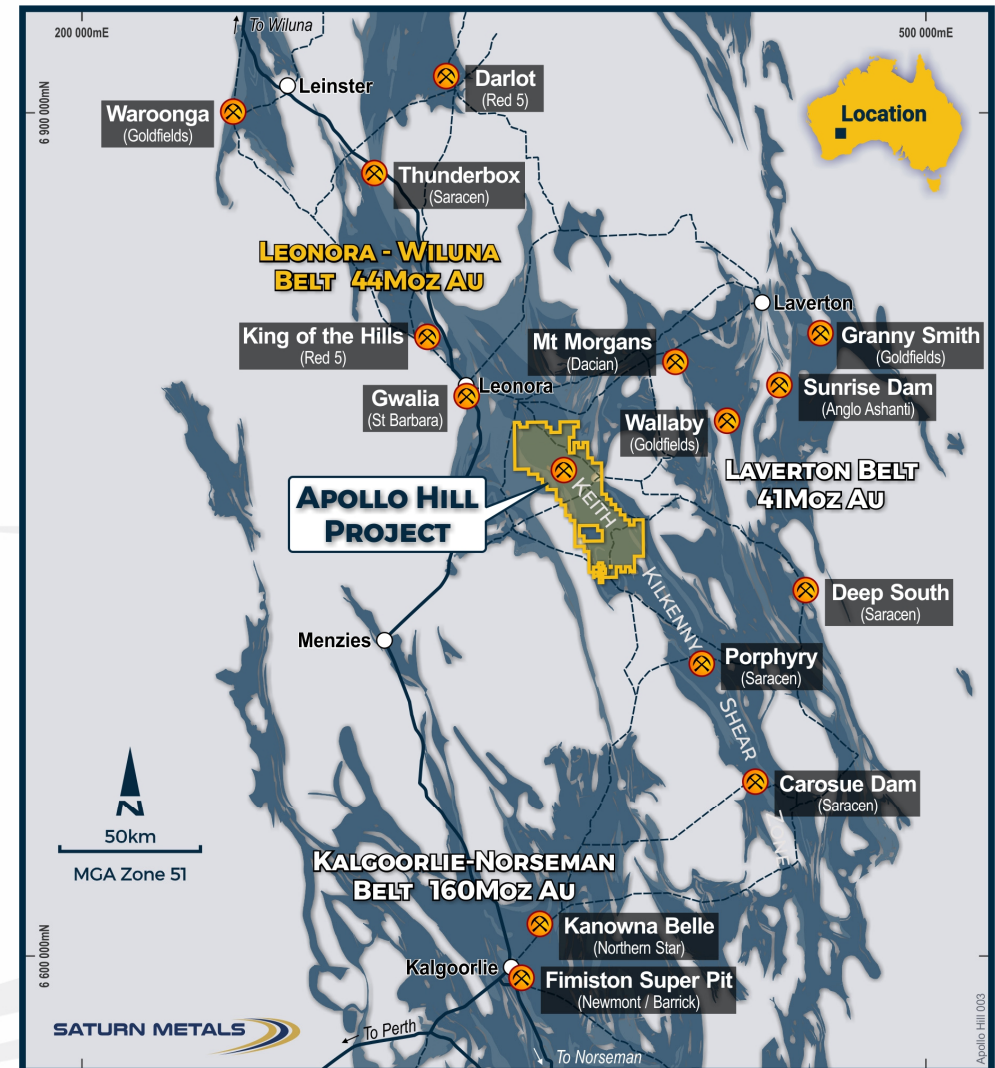 To Wiluna
200 000mE
500 000mE
6 900 000mN
Leinster
Darlot
(Red 5)
Waroonga
(Goldfields)
Location
Thunderbox
(Saracen)
LEONORA - WILUNA
BELT 44MOZ AU
Laverton
King of the Hills
(Red 5)
Mt Morgans
(Dacian)
Granny Smith
(Goldfields)
Leonora
Gwalia
(St Barbara)
Sunrise Dam
(Anglo Ashanti)
Wallaby
(Goldfields)
LAVERTON BELT
41MOZ AU
APOLLO HILL
PROJECT
KEITH
KILKENNY
SHEAR
ZONE
Deep South
(Saracen)
Menzies
Porphyry
(Saracen)
Carosue Dam
(Saracen)
N
50km
MGA Zone 51
KALGOORLIE-NORSEMAN
BELT 160MOZ AU
Kanowna Belle
(Northern Star)
6 600 000mN
Kalgoorlie
Fimiston Super Pit
(Newmont / Barrick)
SATURN METALS
To Perth
To Norseman
Apollo Hill 003